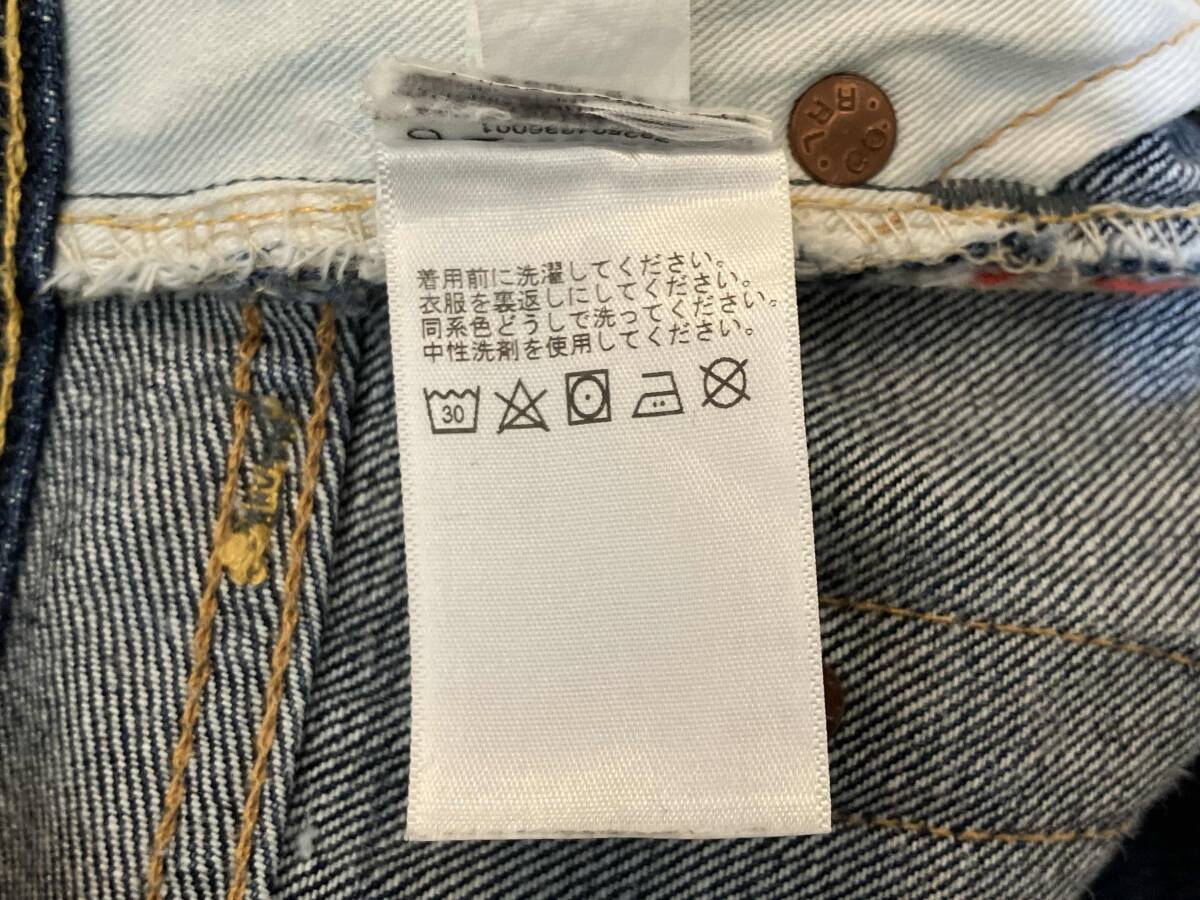 RRL
着用前に洗濯してください。
衣服を裏返しにしてください。
同系色どうしで洗ってください。
中性洗剤を使用してください。
30